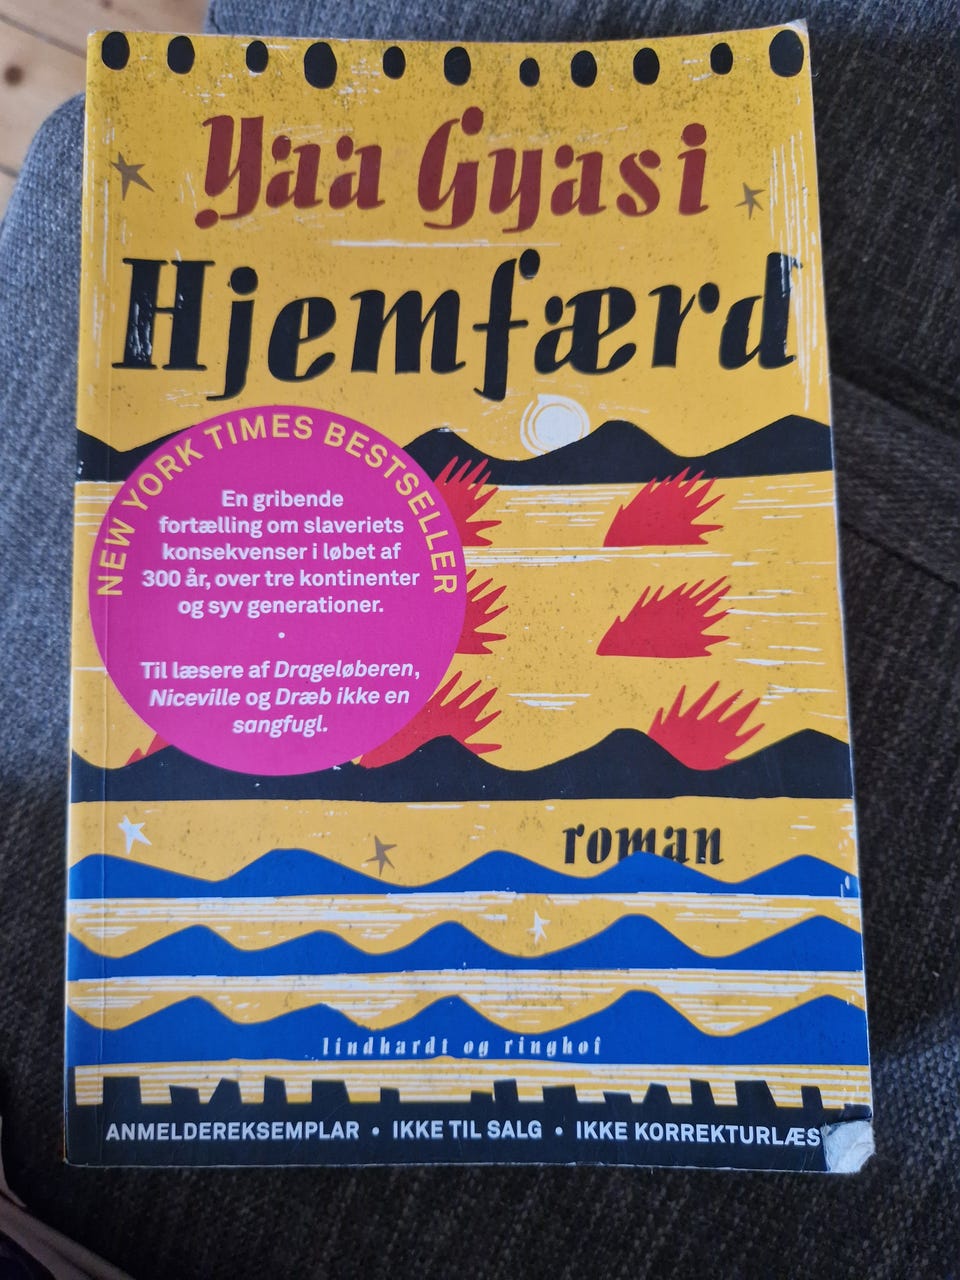 Yaa Gyasi
Hjemfærd
NEW YORK TIMES BESTSELLER
En gribende
fortælling om slaveriets
konsekvenser i løbet af
300 år, over tre kontinenter
og syv generationer.
•
Til læsere af Drageløberen,
Niceville og Dræb ikke en
sangfugl.
roman
lindhardt og ringhof
ANMELDEREKSEMPLAR • IKKE TIL SALG • IKKE KORREKTURLÆS